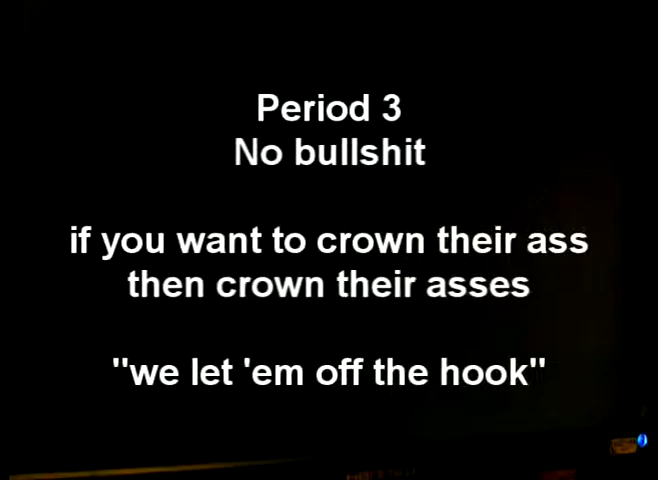 Period 3
No bullshit
if you want to crown their ass
then crown their asses
"we let 'em off the hook"